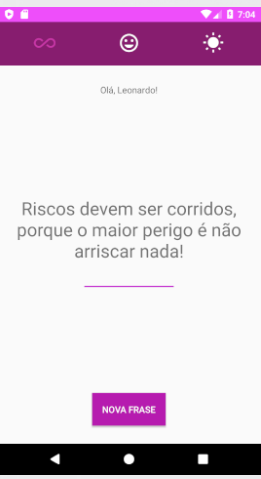 7:04
Olá, Leonardo!
Riscos devem ser corridos,
porque o maior perigo é não
arriscar nada!
NOVA FRASE